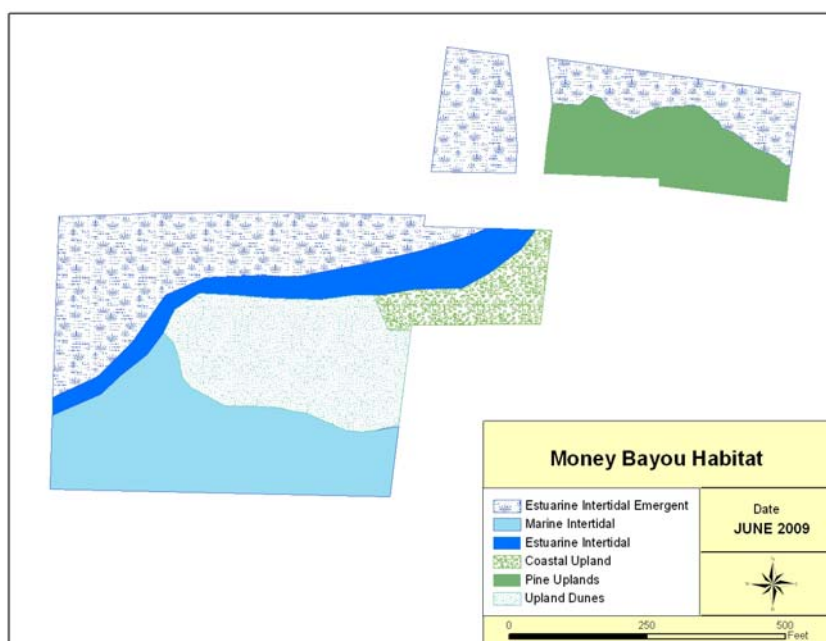 Money Bayou Habitat
Estuarine Intertidal Emergent
Marine Intertidal
Estuarine Intertidal
Coastal Upland
Pine Uplands
Upland Dunes
Date
JUNE 2009
0 250 500
Feet